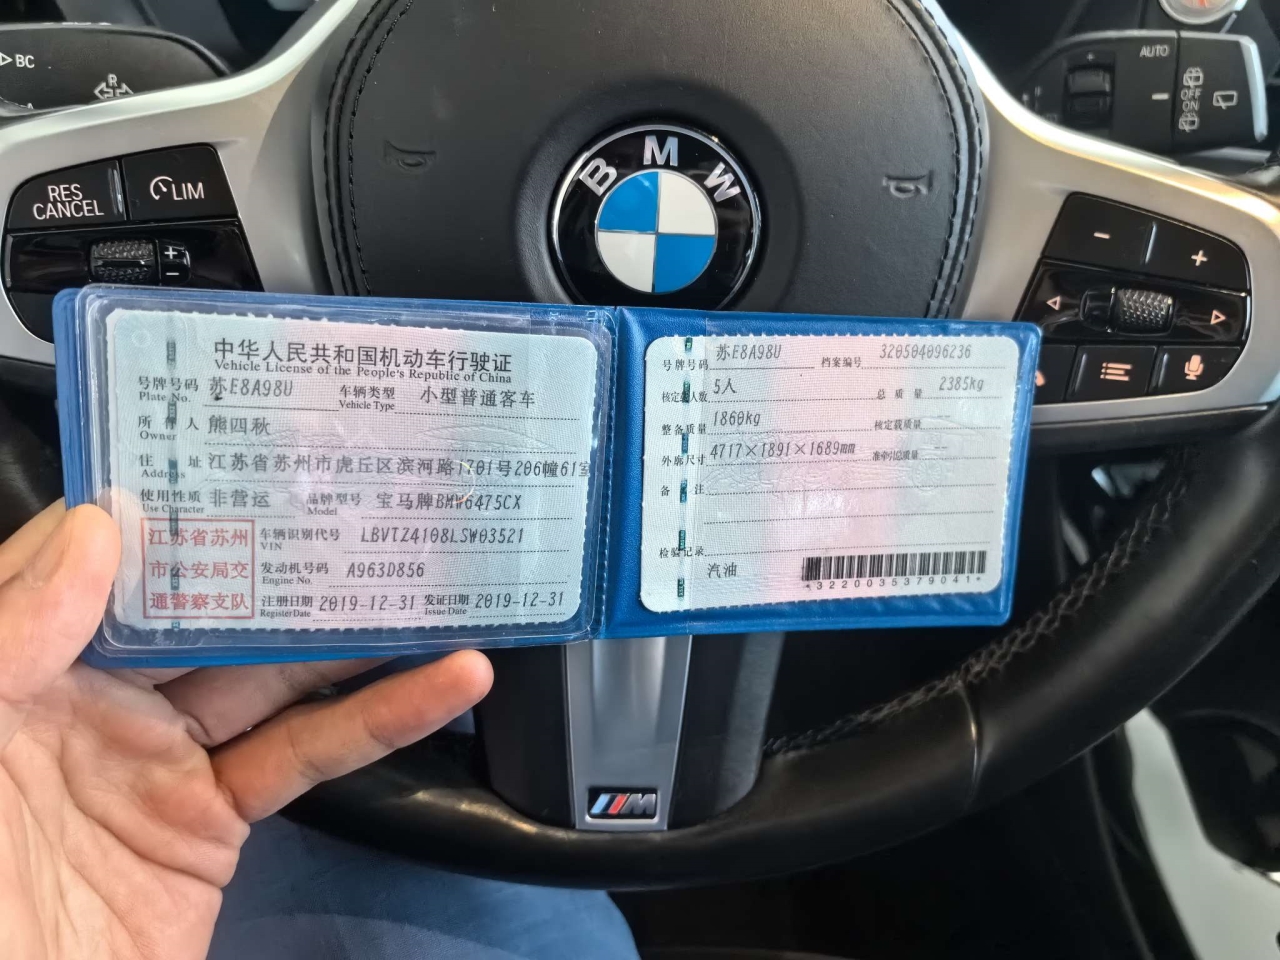 BC
R
A
AUTO
OFF
ON
RES
CANCEL
LIM
+
−
B M W
−
+
中华人民共和国机动车行驶证
Vehicle License of the People's Republic of China
号牌号码 苏E8A98U 车辆类型 小型普通客车
Plate No. Vehicle Type
所有人 熊四秋
Owner
住址 江苏省苏州市虎丘区滨河路1701号206幢61室
Address
使用性质 非营运 品牌型号 宝马牌BMW6475CX
Use Character Model
江苏省苏州
市公安局交
通警察支队
车辆识别代号 LBVTZ4108LSW03521
VIN
发动机号码 A963D856
Engine No.
注册日期 2019-12-31 发证日期 2019-12-31
Register Date Issue Date
号牌号码 苏E8A98U 档案编号 320504096236
核定载人数 5人 总质量 2385kg
整备质量 1860kg 核定载质量 --
外廓尺寸 4717×1891×1689mm 准牵引总质量 --
备注
检验记录
汽油
*3220035379041*
M